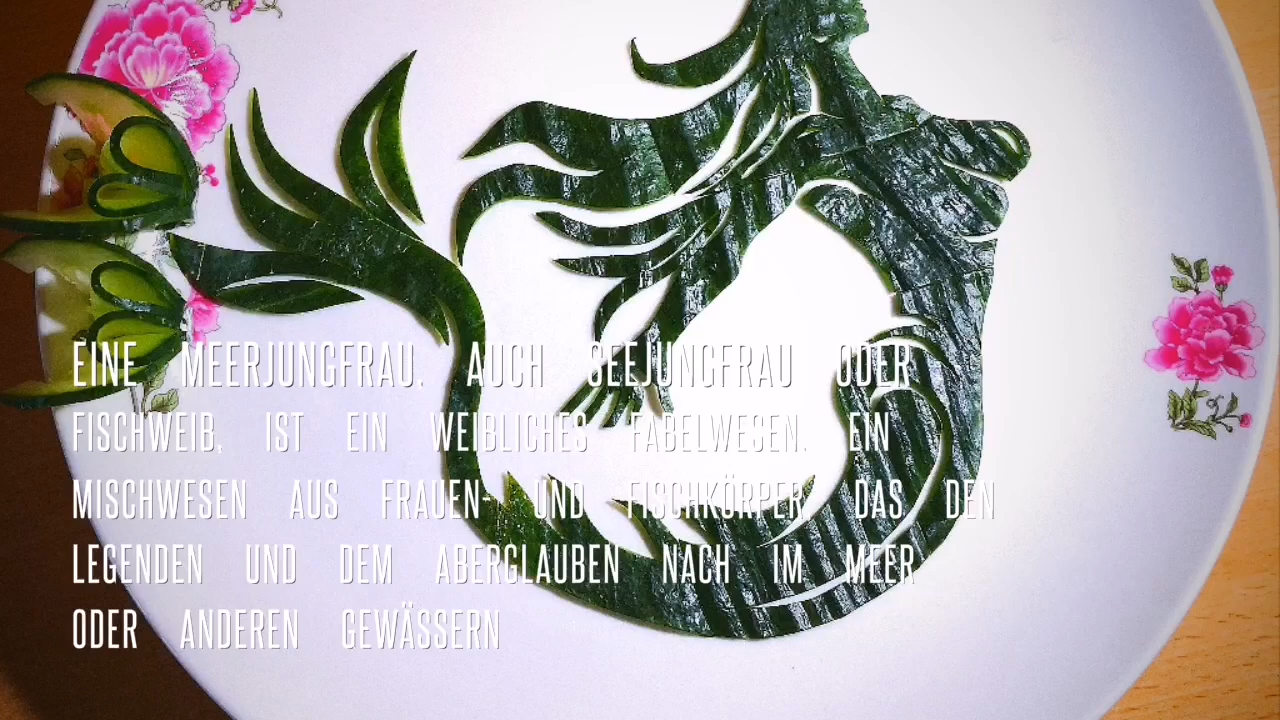 EINE MEERJUNGFRAU, AUCH SEEJUNGFRAU ODER
FISCHWEIB, IST EIN WEIBLICHES FABELWESEN, EIN
MISCHWESEN AUS FRAUEN- UND FISCHKÖRPER, DAS DEN
LEGENDEN UND DEM ABERGLAUBEN NACH IM MEER
ODER ANDEREN GEWÄSSERN